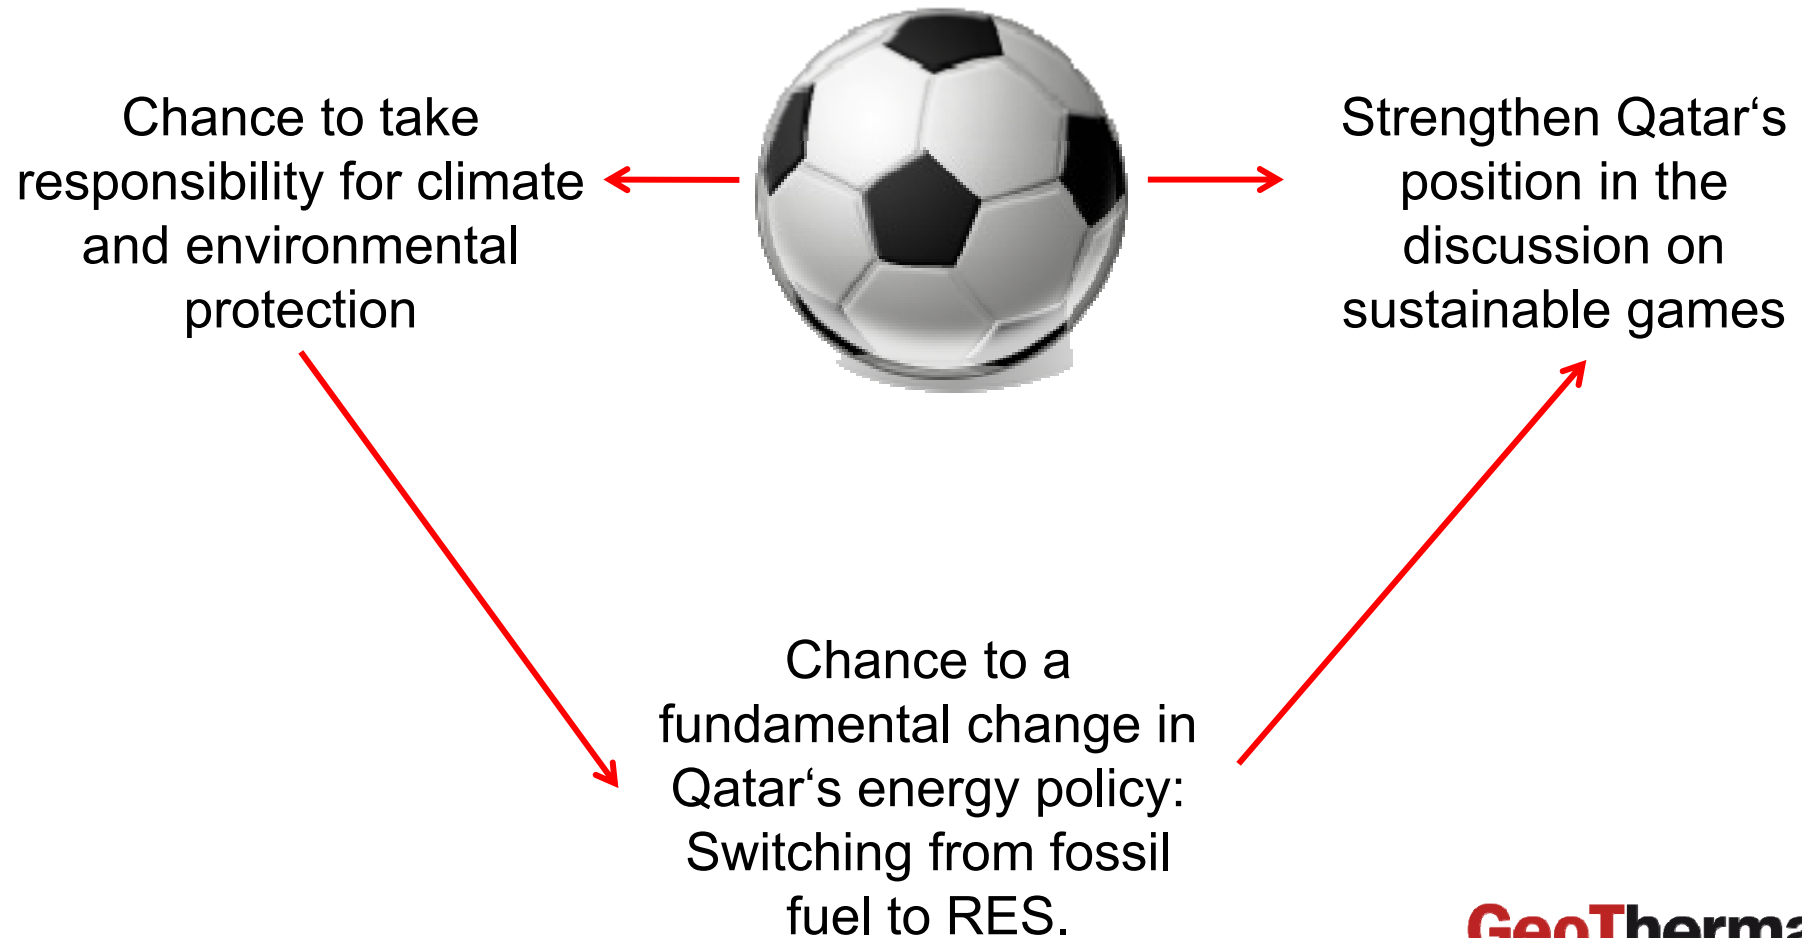 Chance to take
responsibility for climate
and environmental
protection
Strengthen Qatar‘s
position in the
discussion on
sustainable games
Chance to a
fundamental change in
Qatar‘s energy policy:
Switching from fossil
fuel to RES.
GeoTherma